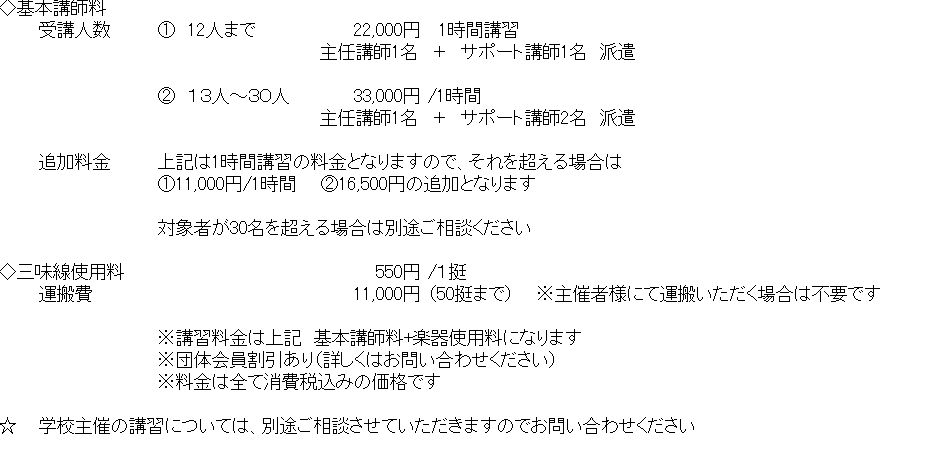 ◇基本講師料
受講人数　① 12人まで　22,000円　1時間講習
主任講師1名　+　サポート講師1名　派遣
② １３人～３０人　33,000円 /1時間
主任講師1名　+　サポート講師2名　派遣
追加料金　上記は1時間講習の料金となりますので、それを超える場合は
①11,000円/1時間　②16,500円の追加となります
対象者が30名を超える場合は別途ご相談ください
◇三味線使用料　550円 /１挺
運搬費　11,000円 （50挺まで）　※主催者様にて運搬いただく場合は不要です
※講習料金は上記　基本講師料+楽器使用料になります
※団体会員割引あり（詳しくはお問い合わせください）
※料金は全て消費税込みの価格です
☆　学校主催の講習については、別途ご相談させていただきますのでお問い合わせください